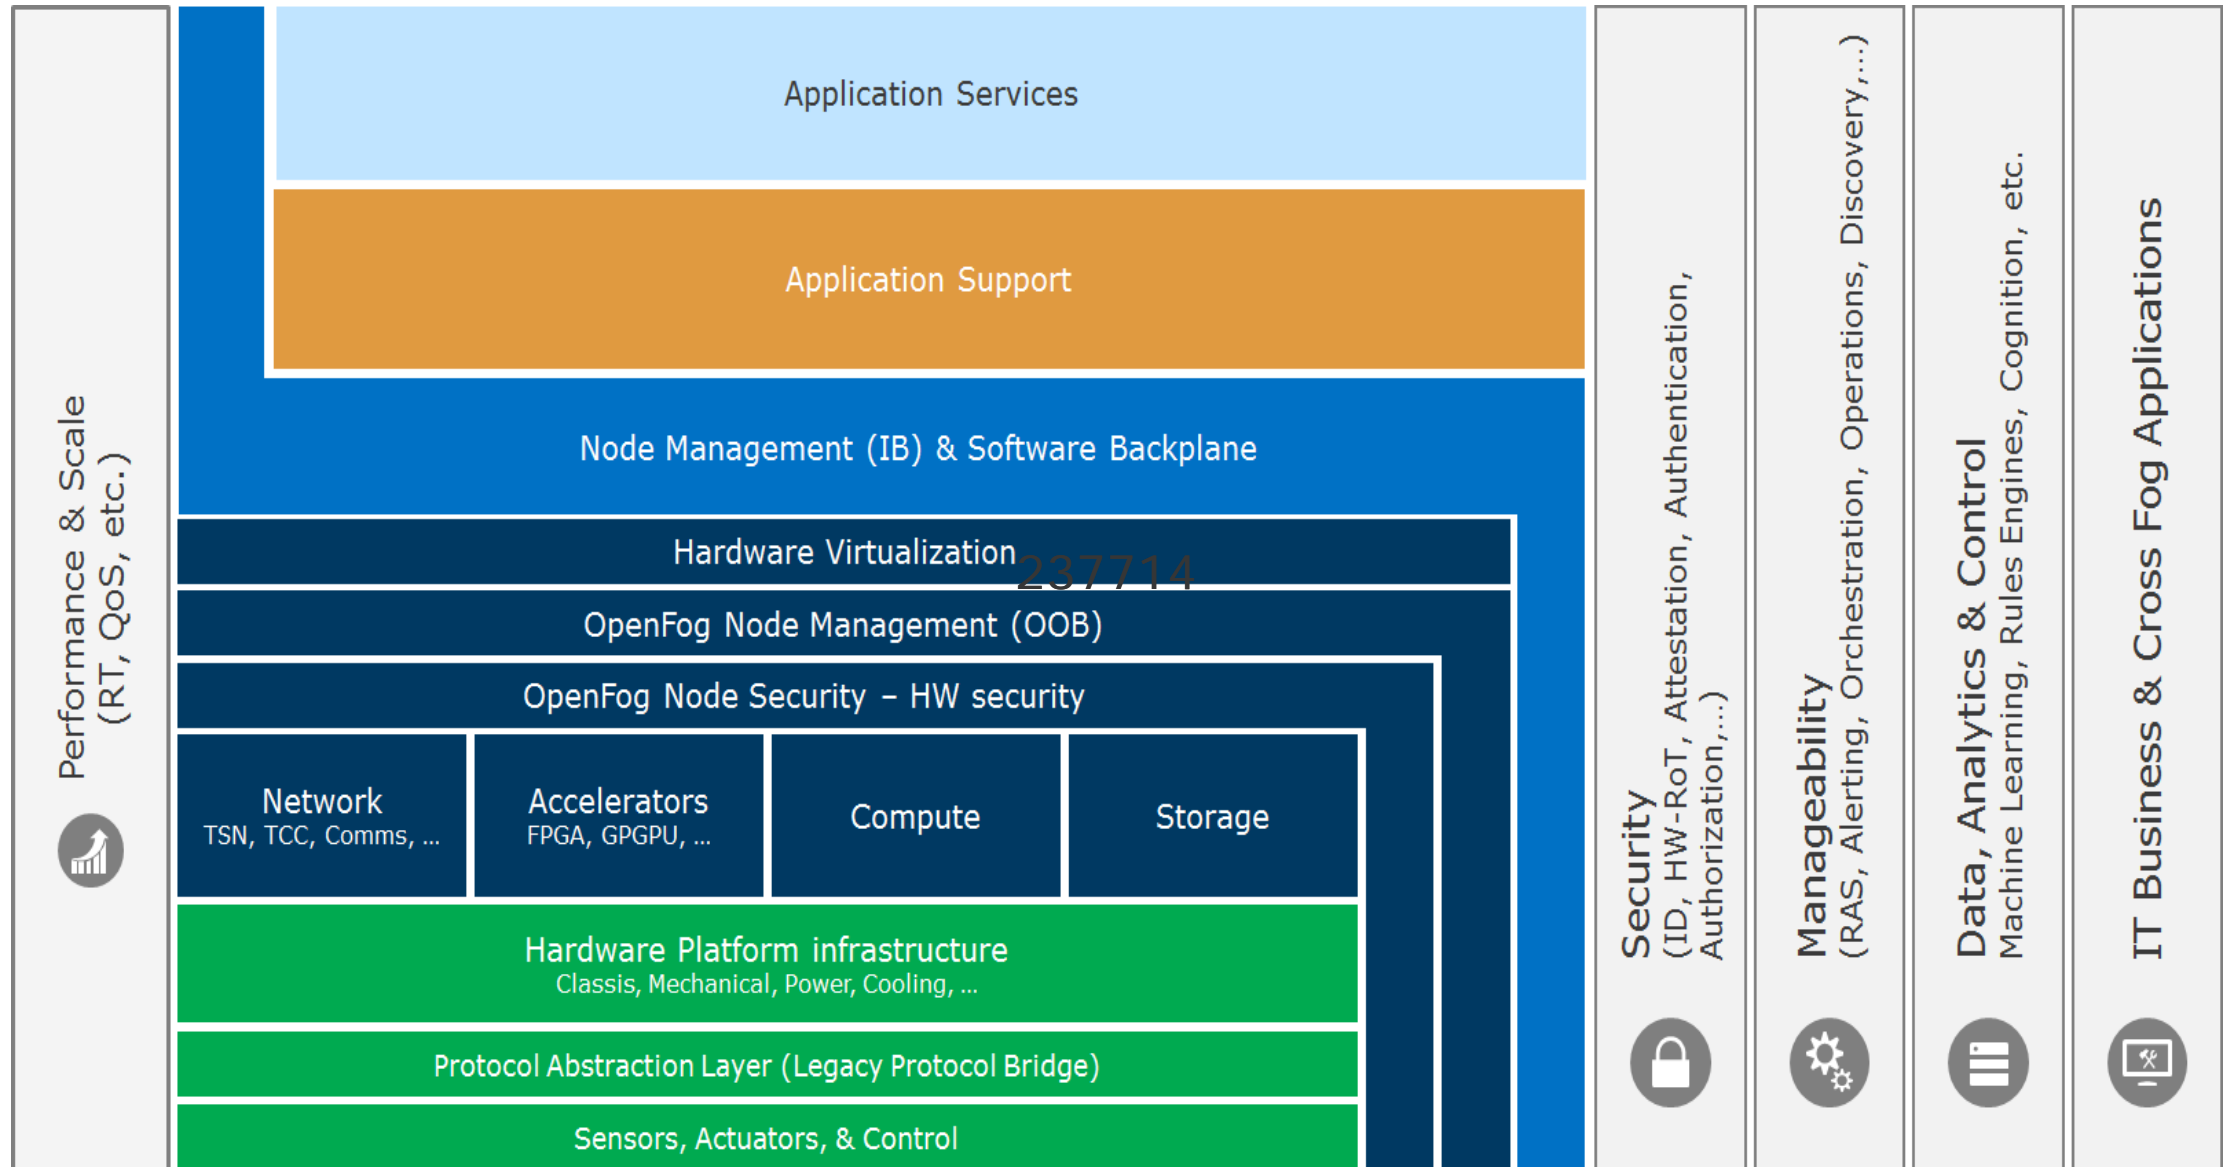 Performance & Scale
(RT, QoS, etc.)
Application Services
Application Support
Node Management (IB) & Software Backplane
Hardware Virtualization
237714
OpenFog Node Management (OOB)
OpenFog Node Security – HW security
Network
TSN, TCC, Comms, ...
Accelerators
FPGA, GPGPU, ...
Compute
Storage
Hardware Platform infrastructure
Classis, Mechanical, Power, Cooling, ...
Protocol Abstraction Layer (Legacy Protocol Bridge)
Sensors, Actuators, & Control
Security
(ID, HW-RoT, Attestation, Authentication,
Authorization,...)
Manageability
(RAS, Alerting, Orchestration, Operations, Discovery,...)
Data, Analytics & Control
Machine Learning, Rules Engines, Cognition, etc.
IT Business & Cross Fog Applications